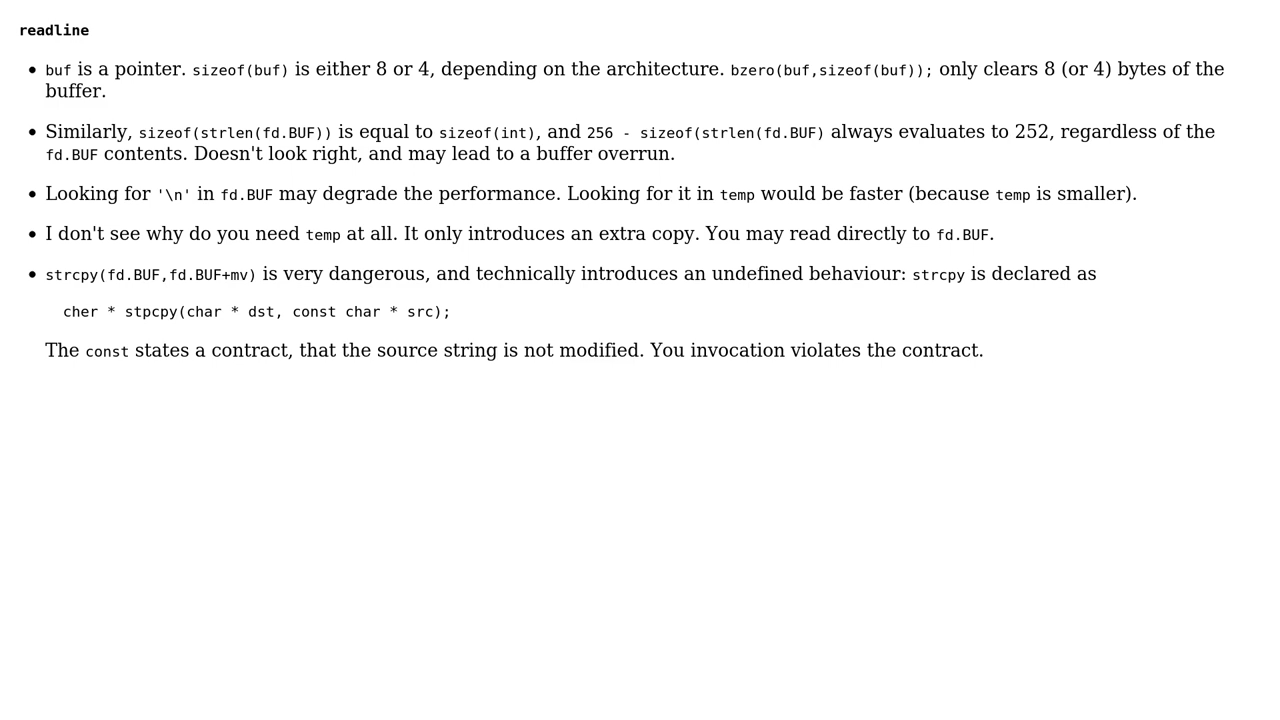 readline
• buf is a pointer. sizeof(buf) is either 8 or 4, depending on the architecture. bzero(buf,sizeof(buf)); only clears 8 (or 4) bytes of the
buffer.
• Similarly, sizeof(strlen(fd.BUF)) is equal to sizeof(int), and 256 - sizeof(strlen(fd.BUF) always evaluates to 252, regardless of the
fd.BUF contents. Doesn't look right, and may lead to a buffer overrun.
• Looking for '\n' in fd.BUF may degrade the performance. Looking for it in temp would be faster (because temp is smaller).
• I don't see why do you need temp at all. It only introduces an extra copy. You may read directly to fd.BUF.
• strcpy(fd.BUF,fd.BUF+mv) is very dangerous, and technically introduces an undefined behaviour: strcpy is declared as
cher * stpcpy(char * dst, const char * src);
The const states a contract, that the source string is not modified. You invocation violates the contract.